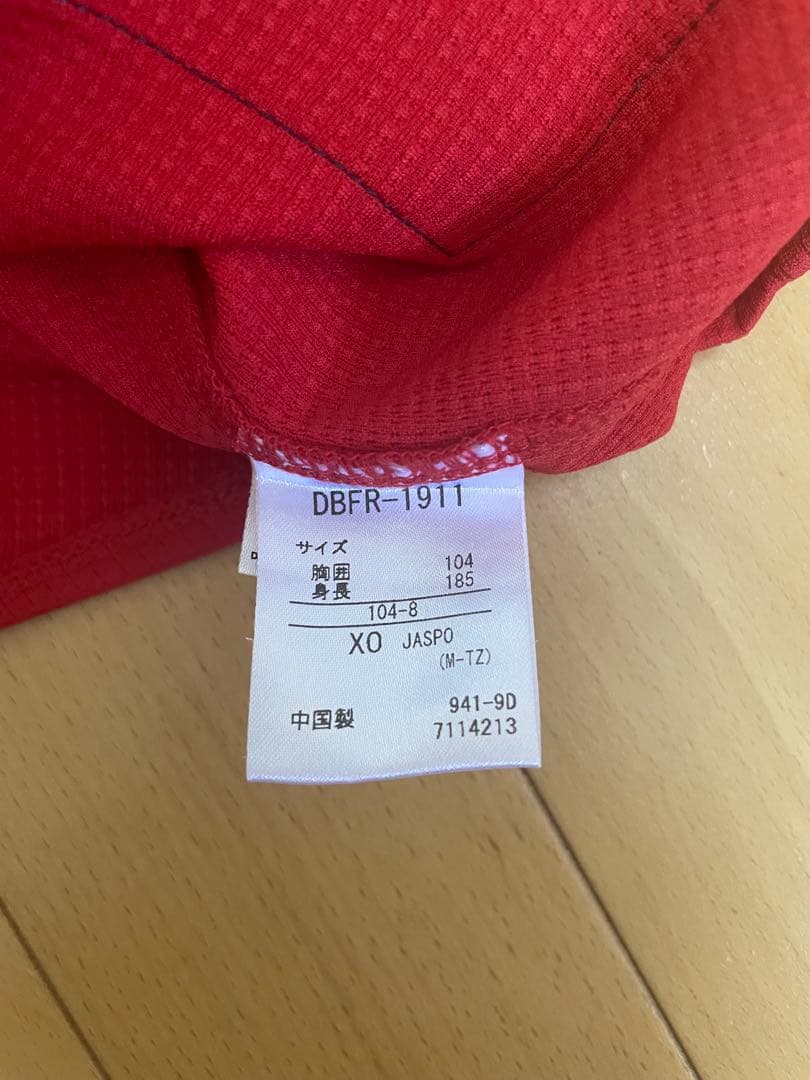 DBFR-1911
サイズ
胸囲 104
身長 185
104-8
XO JASPO
(M-TZ)
941-9D
中国製 7114213